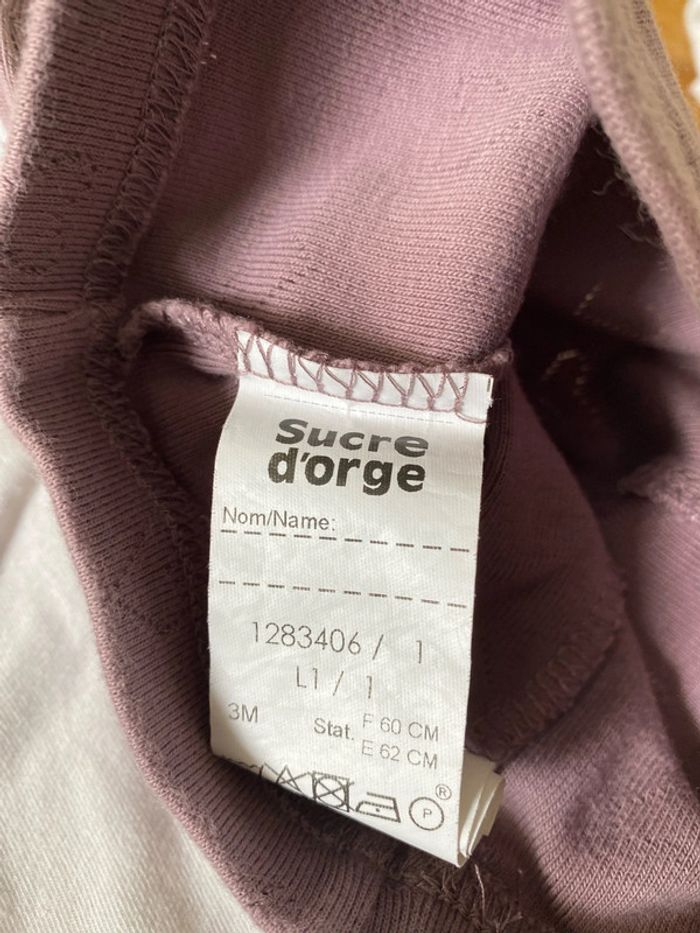 Sucre
d'orge
Nom/Name:
1283406 / 1
L1 / 1
3M Stat. F 60 CM
E 62 CM
P ®